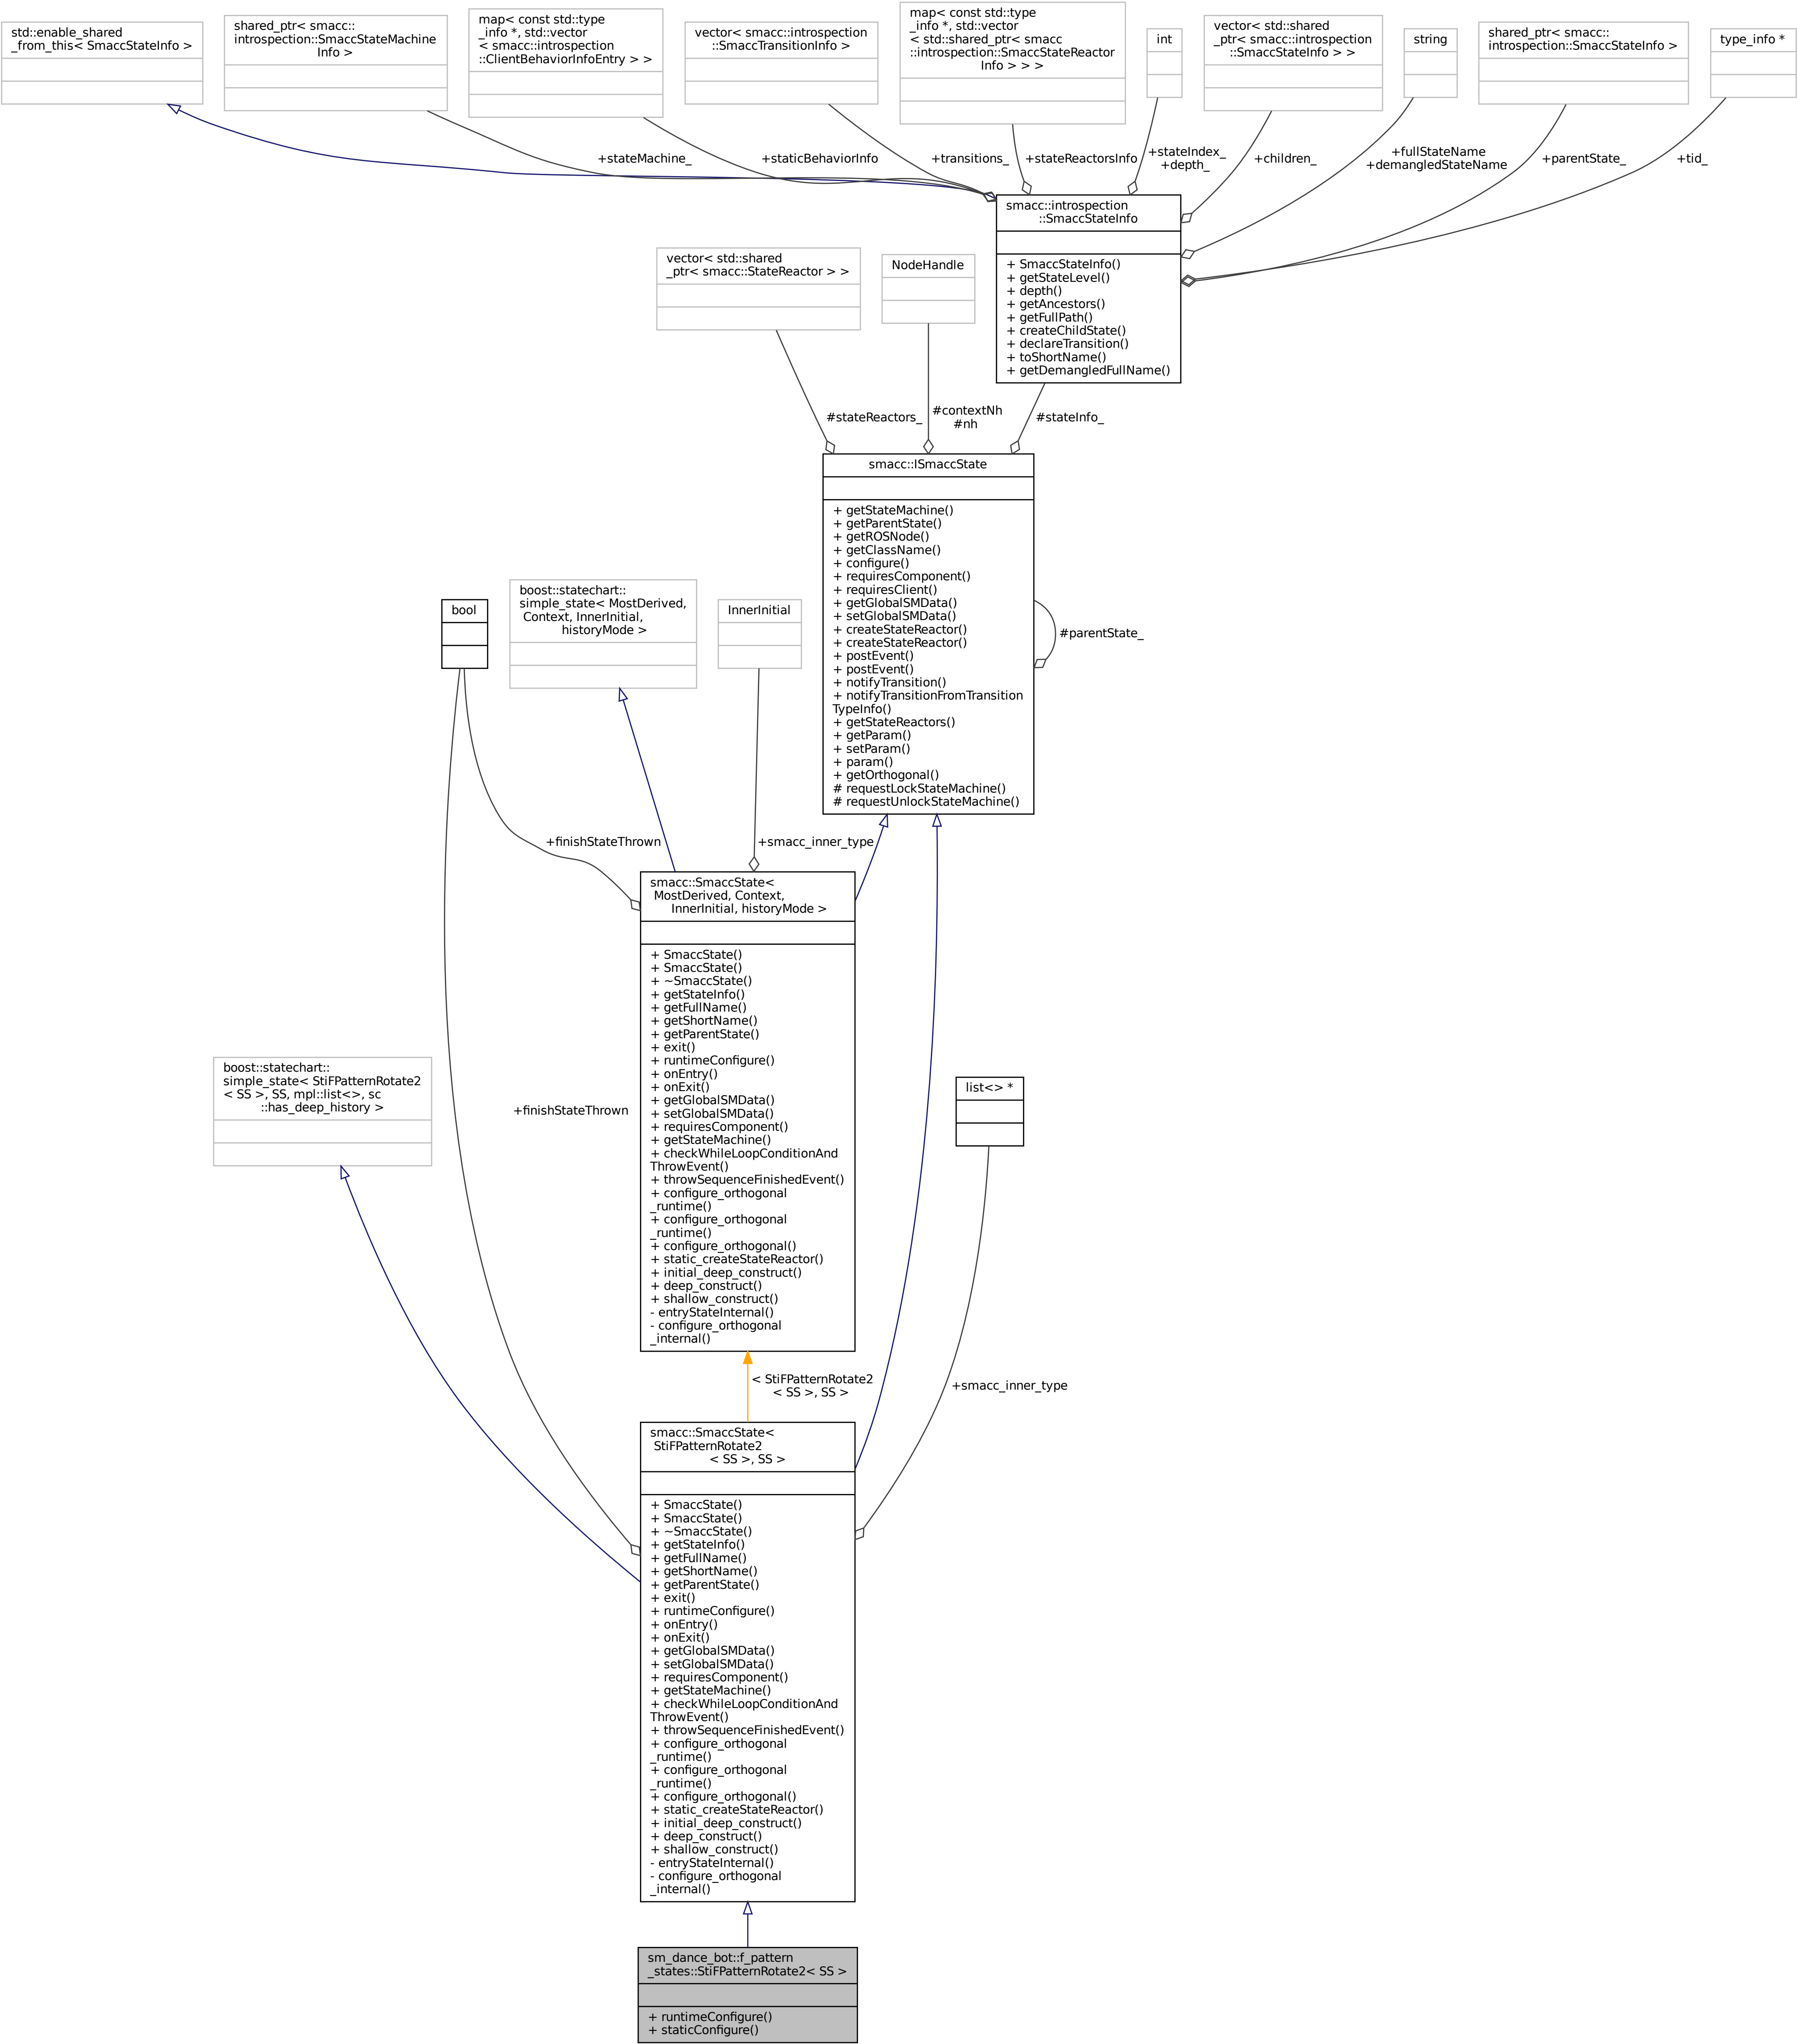 std::enable_shared
_from_this< SmaccStateInfo >
shared_ptr< smacc::
introspection::SmaccStateMachine
Info >
map< const std::type
_info *, std::vector
< smacc::introspection
::ClientBehaviorInfoEntry > >
vector< smacc::introspection
::SmaccTransitionInfo >
map< const std::type
_info *, std::vector
< std::shared_ptr< smacc
::introspection::SmaccStateReactor
Info > > >
int
vector< std::shared
_ptr< smacc::introspection
::SmaccStateInfo > >
string
shared_ptr< smacc::
introspection::SmaccStateInfo >
type_info *
+stateMachine_
+staticBehaviorInfo
+transitions_
+stateReactorsInfo
+stateIndex_
+depth_
+children_
+fullStateName
+demangledStateName
+parentState_
+tid_
smacc::introspection
::SmaccStateInfo
+ SmaccStateInfo()
+ getStateLevel()
+ depth()
+ getAncestors()
+ getFullPath()
+ createChildState()
+ declareTransition()
+ toShortName()
+ getDemangledFullName()
vector< std::shared
_ptr< smacc::StateReactor > >
NodeHandle
#stateReactors_
#contextNh
#nh
#stateInfo_
smacc::ISmaccState
+ getStateMachine()
+ getParentState()
+ getROSNode()
+ getClassName()
+ configure()
+ requiresComponent()
+ requiresClient()
+ getGlobalSMData()
+ setGlobalSMData()
+ createStateReactor()
+ createStateReactor()
+ postEvent()
+ postEvent()
+ notifyTransition()
+ notifyTransitionFromTransition
TypeInfo()
+ getStateReactors()
+ getParam()
+ setParam()
+ param()
+ getOrthogonal()
# requestLockStateMachine()
# requestUnlockStateMachine()
#parentState_
bool
boost::statechart::
simple_state< MostDerived,
Context, InnerInitial,
historyMode >
InnerInitial
+finishStateThrown
+smacc_inner_type
smacc::SmaccState<
MostDerived, Context,
InnerInitial, historyMode >
+ SmaccState()
+ SmaccState()
+ ~SmaccState()
+ getStateInfo()
+ getFullName()
+ getShortName()
+ getParentState()
+ exit()
+ runtimeConfigure()
+ onEntry()
+ onExit()
+ getGlobalSMData()
+ setGlobalSMData()
+ requiresComponent()
+ getStateMachine()
+ checkWhileLoopConditionAnd
ThrowEvent()
+ throwSequenceFinishedEvent()
+ configure_orthogonal
_runtime()
+ configure_orthogonal
_runtime()
+ configure_orthogonal()
+ static_createStateReactor()
+ initial_deep_construct()
+ deep_construct()
+ shallow_construct()
- entryStateInternal()
- configure_orthogonal
_internal()
boost::statechart::
simple_state< StiFPatternRotate2
< SS >, SS, mpl::list<>, sc
::has_deep_history >
+finishStateThrown
list<> *
< StiFPatternRotate2
< SS >, SS >
+smacc_inner_type
smacc::SmaccState<
StiFPatternRotate2
< SS >, SS >
+ SmaccState()
+ SmaccState()
+ ~SmaccState()
+ getStateInfo()
+ getFullName()
+ getShortName()
+ getParentState()
+ exit()
+ runtimeConfigure()
+ onEntry()
+ onExit()
+ getGlobalSMData()
+ setGlobalSMData()
+ requiresComponent()
+ getStateMachine()
+ checkWhileLoopConditionAnd
ThrowEvent()
+ throwSequenceFinishedEvent()
+ configure_orthogonal
_runtime()
+ configure_orthogonal
_runtime()
+ configure_orthogonal()
+ static_createStateReactor()
+ initial_deep_construct()
+ deep_construct()
+ shallow_construct()
- entryStateInternal()
- configure_orthogonal
_internal()
sm_dance_bot::f_pattern
_states::StiFPatternRotate2< SS >
+ runtimeConfigure()
+ staticConfigure()